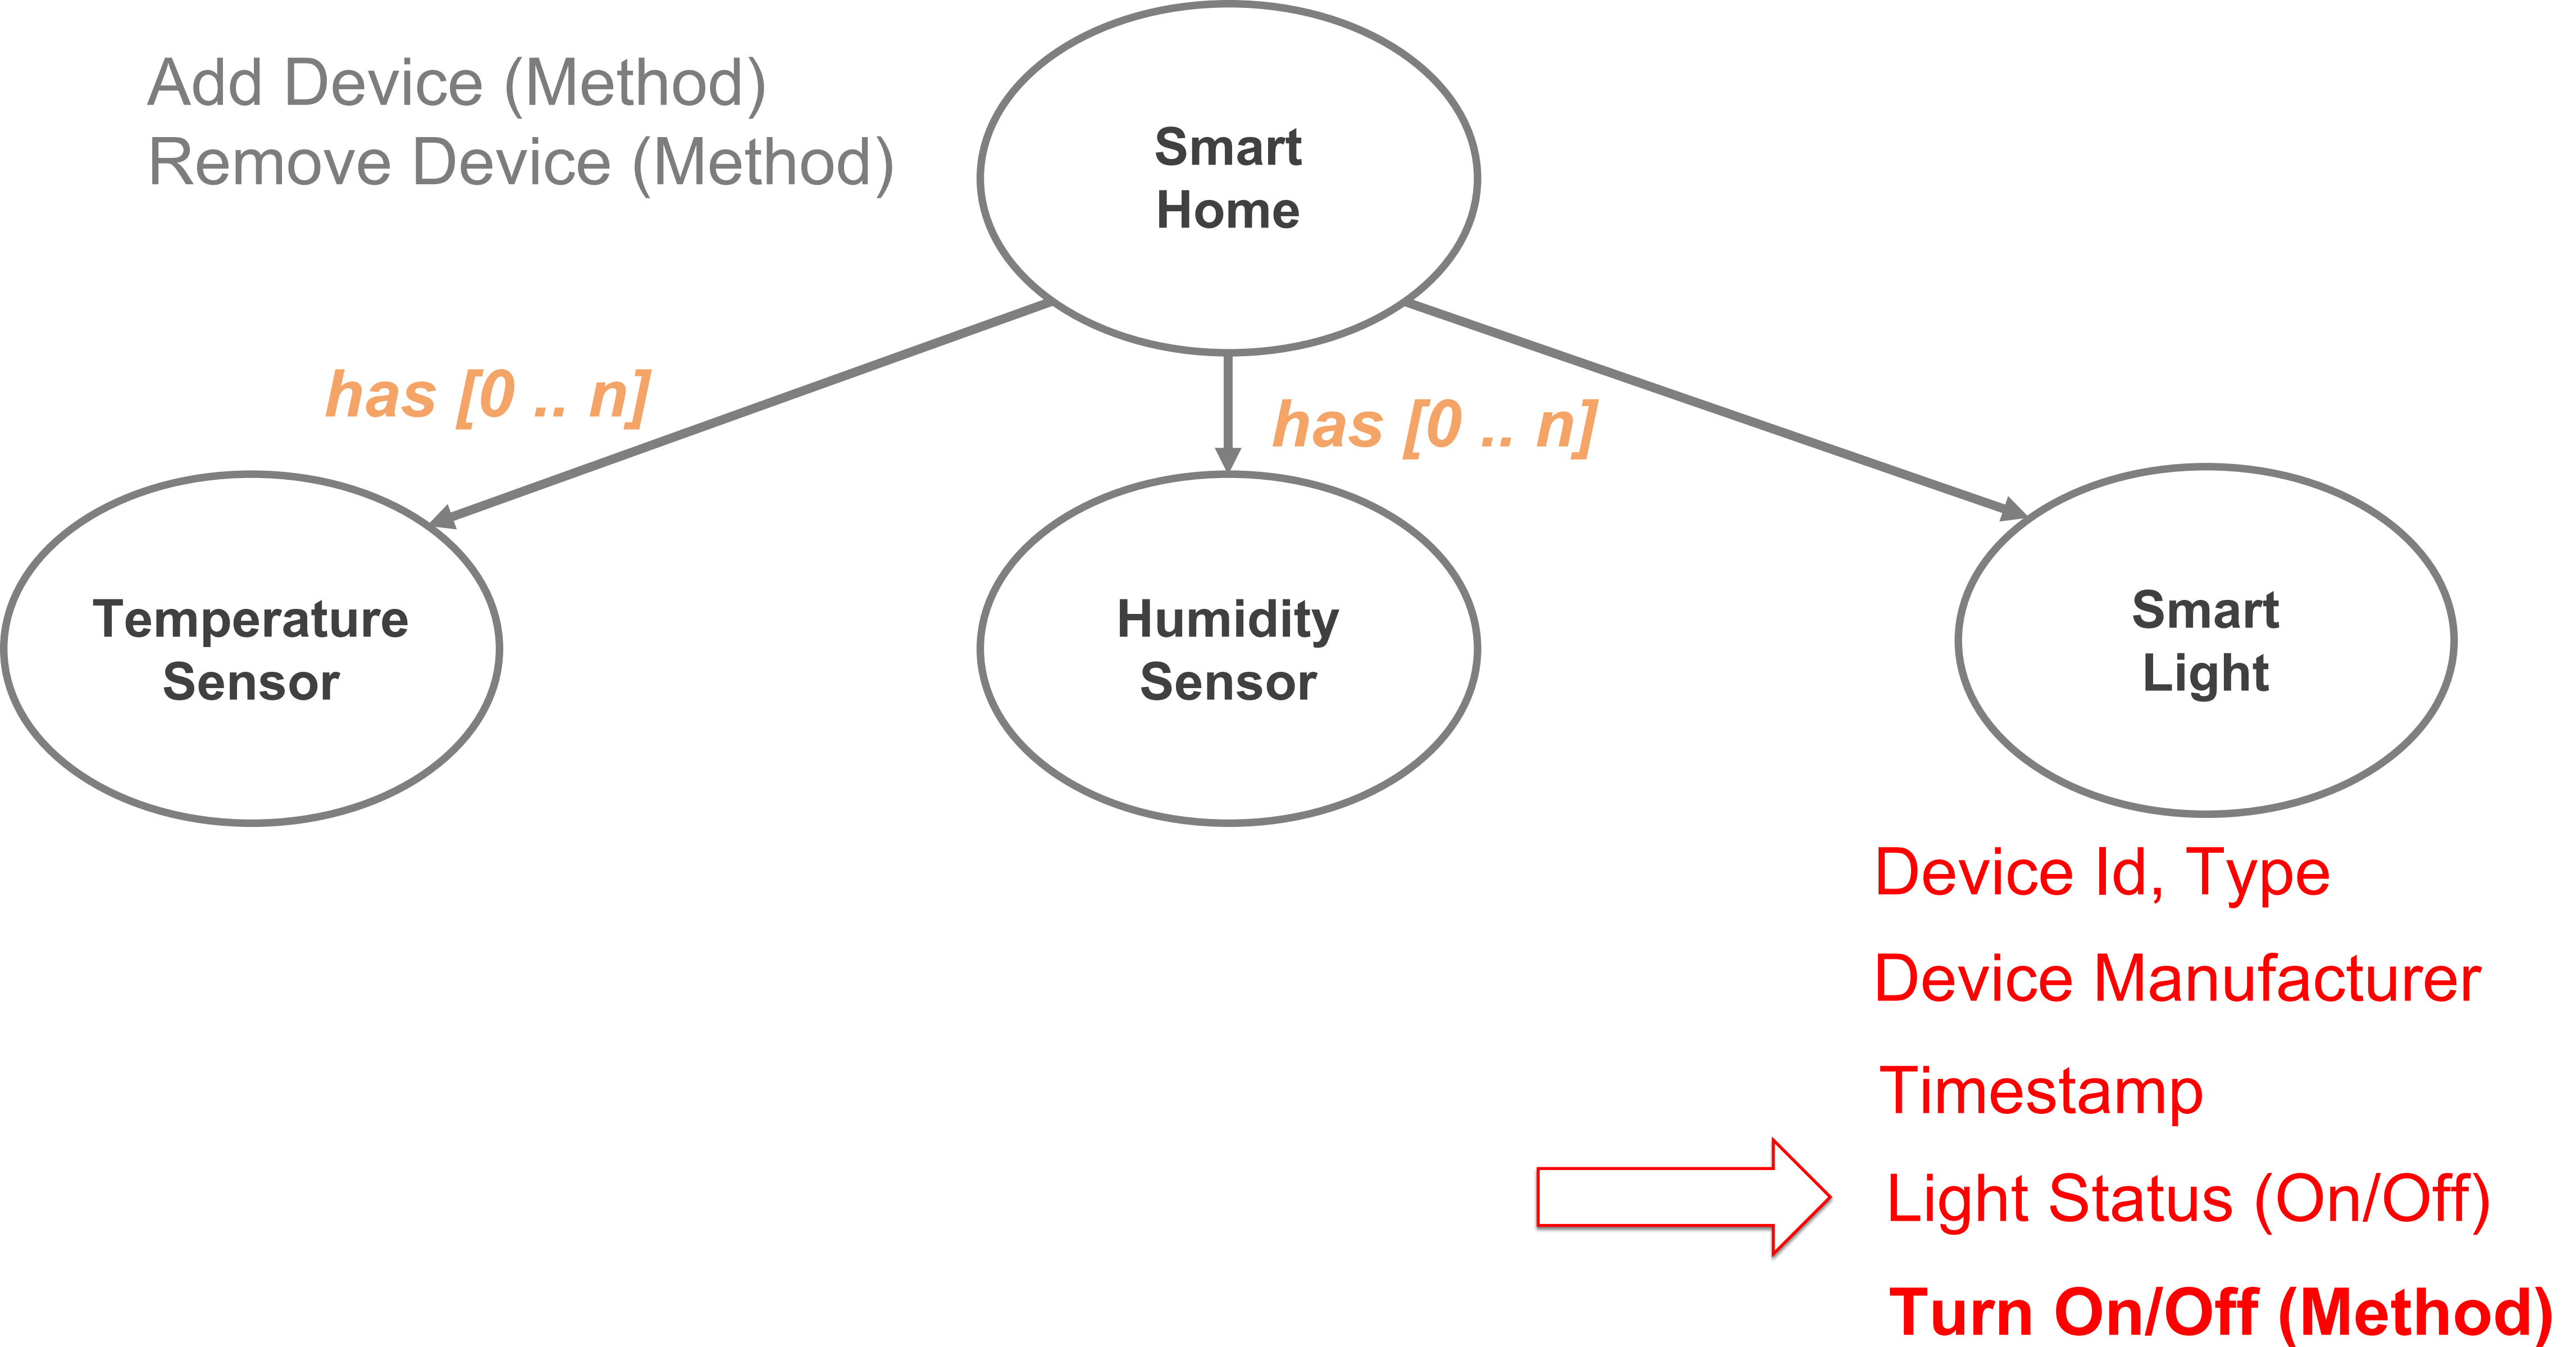 Add Device (Method)
Remove Device (Method)
Smart
Home
has [0 .. n]
has [0 .. n]
Temperature
Sensor
Humidity
Sensor
Smart
Light
Device Id, Type
Device Manufacturer
Timestamp
Light Status (On/Off)
Turn On/Off (Method)